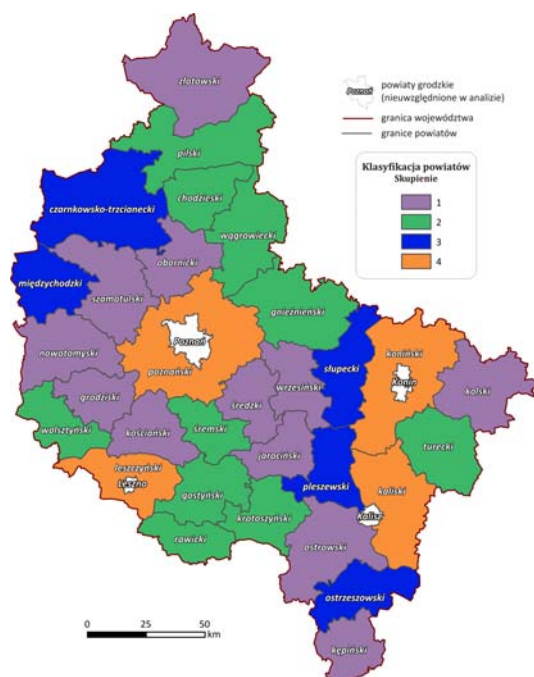 złotowski
Poznań
powiaty grodzkie
(nieuwzględnione w analizie)
granica województwa
granice powiatów
Klasyfikacja powiatów
Skupienie
1
2
3
4
pilski
chodzieski
czarnkowsko-trzcianecki
wągrowiecki
obornicki
międzychodzki
szamotulski
gnieźnieński
Poznań
nowotomyski
poznański
słupecki
koniński
Konin
kolski
wrzesiński
grodziski
średzki
wolsztyński
kościański
śremski
turecki
jarociński
leszczyński
Leszno
pleszewski
kaliski
gostyński
Kalisz
krotoszyński
rawicki
ostrowski
ostrzeszowski
kępiński
0
25
50
km